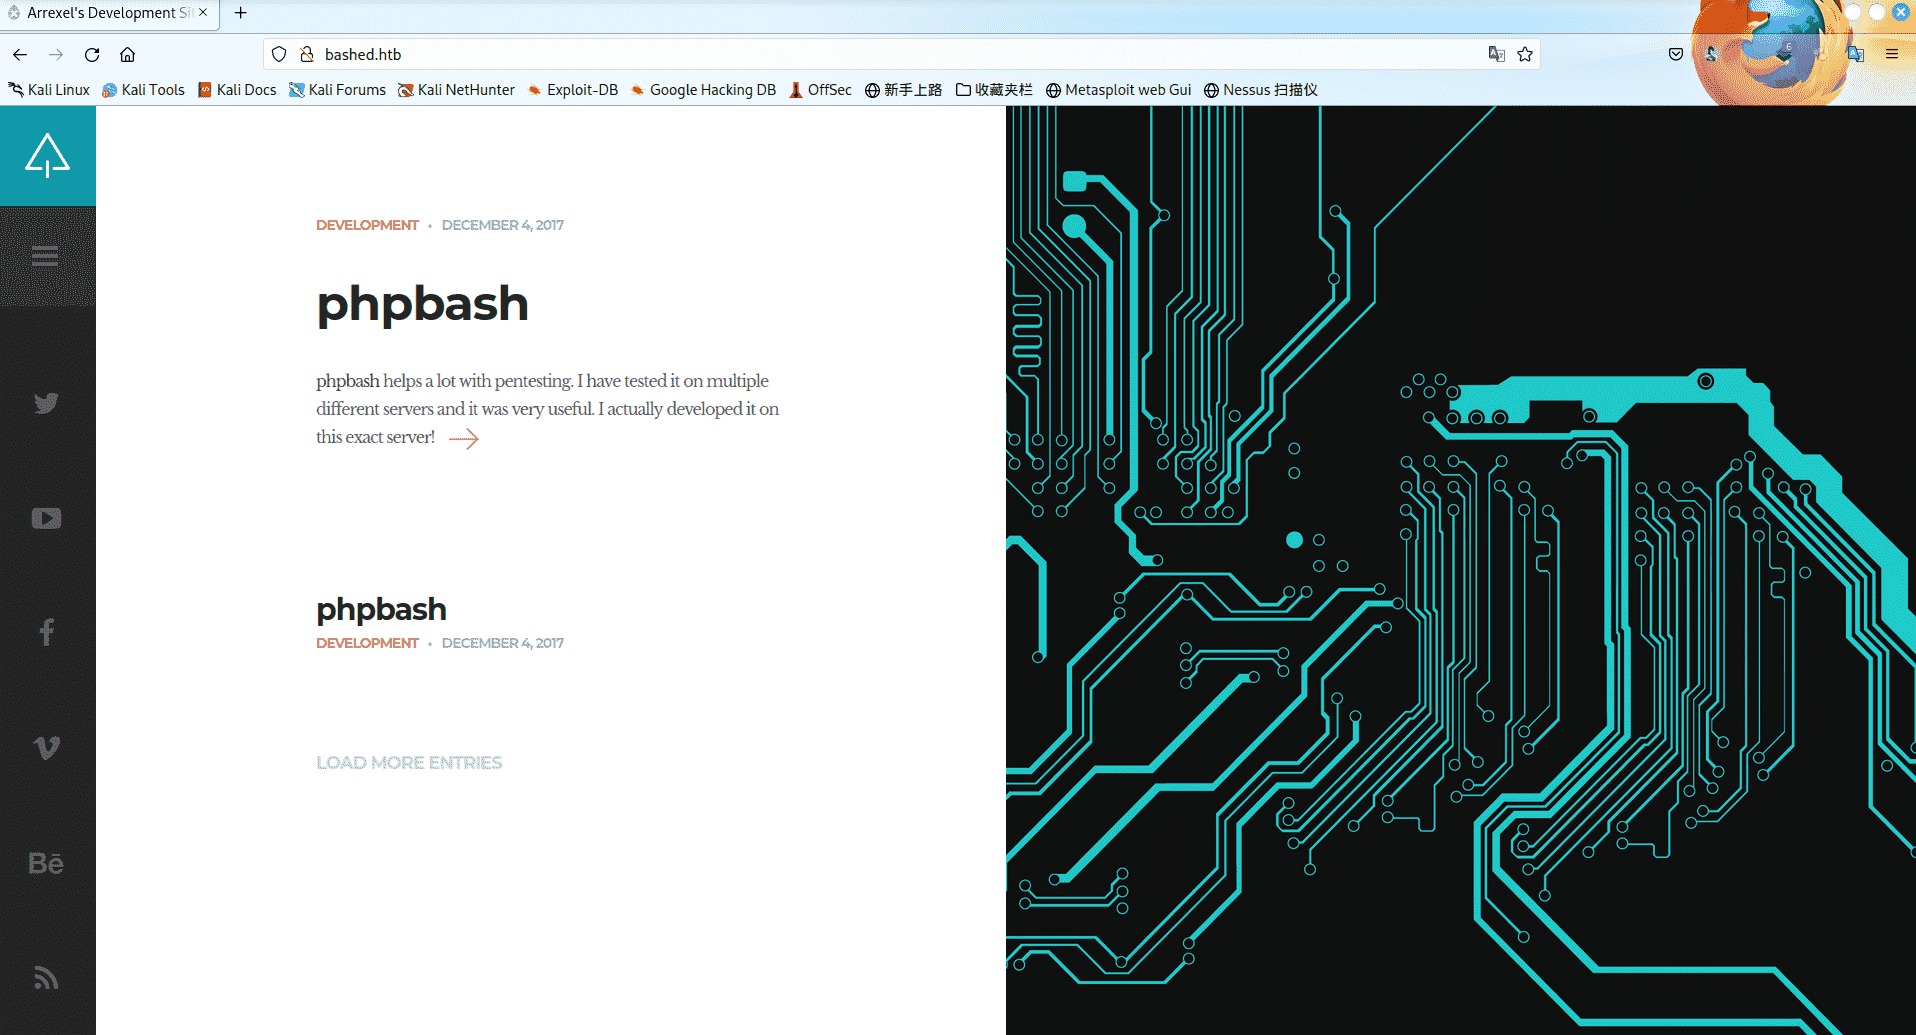 Arrexel's Development Sit
bashed.htb
6
Kali Linux Kali Tools Kali Docs Kali Forums Kali NetHunter Exploit-DB Google Hacking DB OffSec 新手上路 收藏夹栏 Metasploit web Gui Nessus 扫描仪
DEVELOPMENT • DECEMBER 4, 2017
phpbash
phpbash helps a lot with pentesting. I have tested it on multiple
different servers and it was very useful. I actually developed it on
this exact server!
phpbash
DEVELOPMENT • DECEMBER 4, 2017
LOAD MORE ENTRIES
Bē